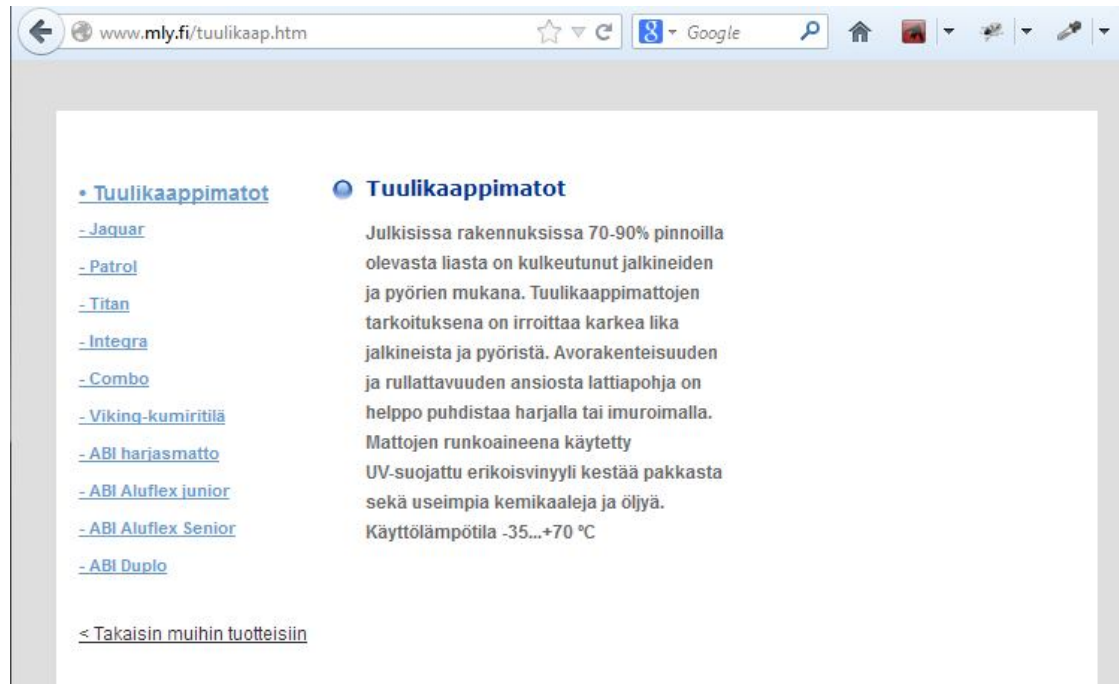 www.mly.fi/tuulikaap.htm
Google
• Tuulikaappimatot
- Jaquar
- Patrol
- Titan
- Integra
- Combo
- Viking-kumiritilä
- ABI harjasmatto
- ABI Aluflex junior
- ABI Aluflex Senior
- ABI Duplo
< Takaisin muihin tuotteisiin
Tuulikaappimatot
Julkisissa rakennuksissa 70-90% pinnoilla
olevasta liasta on kulkeutunut jalkineiden
ja pyörien mukana. Tuulikaappimattojen
tarkoituksena on irroittaa karkea lika
jalkineista ja pyöristä. Avorakenteisuuden
ja rullattavuuden ansiosta lattiapohja on
helppo puhdistaa harjalla tai imuroimalla.
Mattojen runkoaineena käytetty
UV-suojattu erikoisvinyyli kestää pakkasta
sekä useimpia kemikaaleja ja öljyä.
Käyttölämpötila -35...+70 ºC